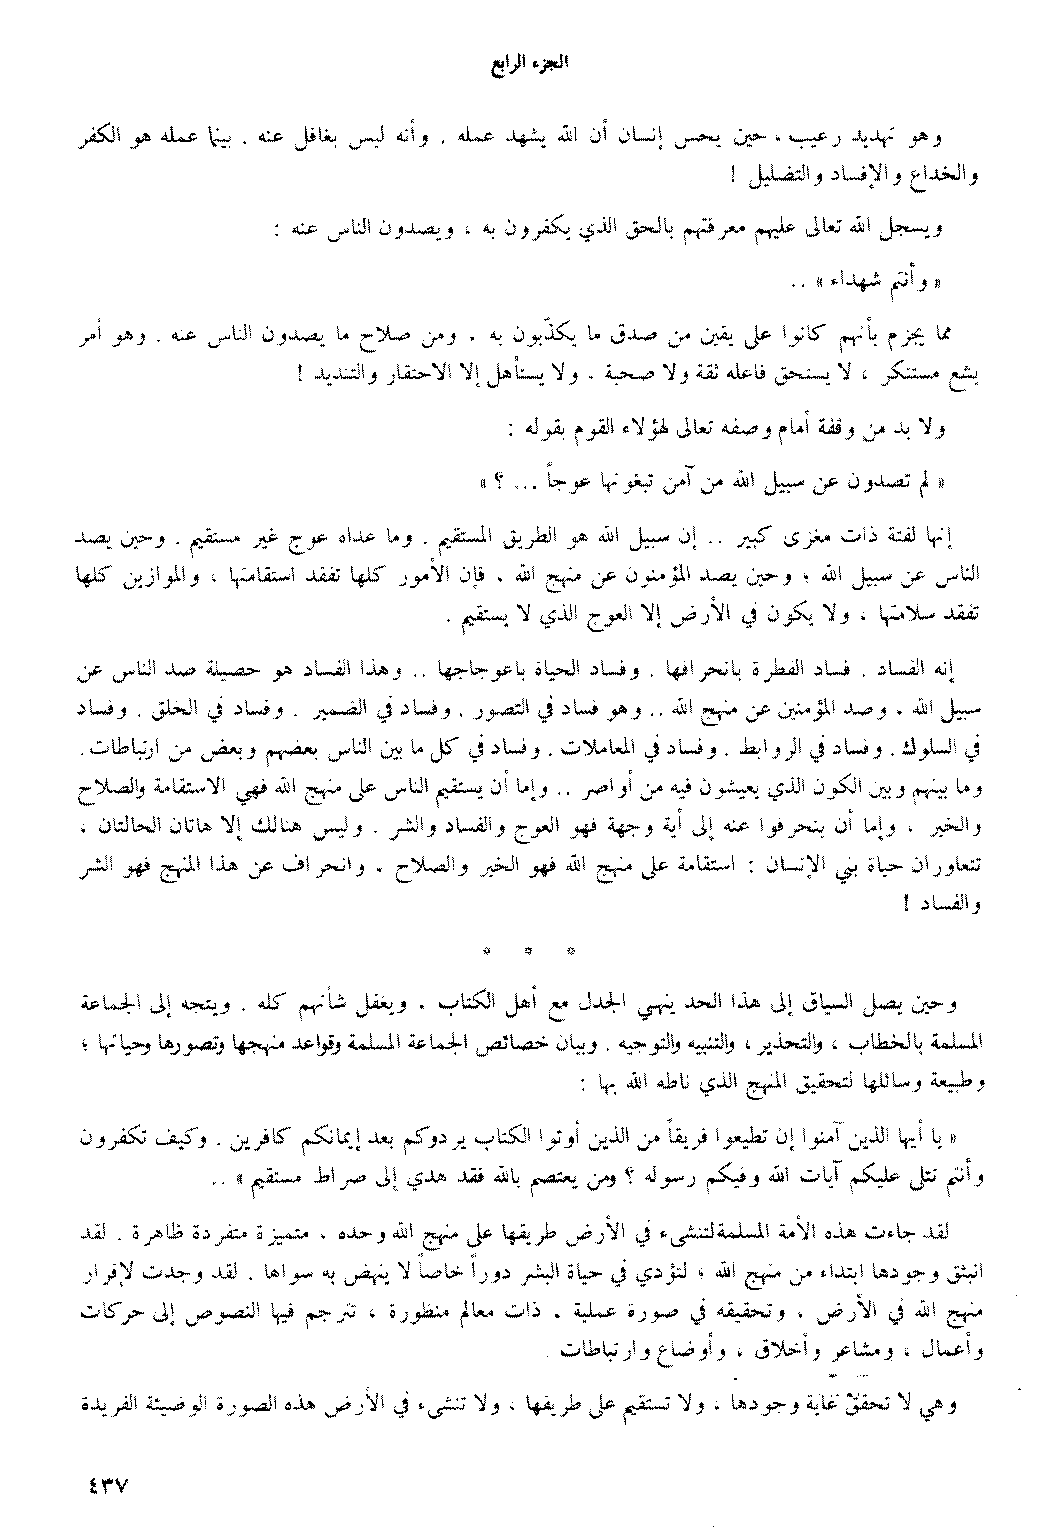 الجزء الرابع
وهو تهديد رعيب، حين يحس إنسان أن الله يشهد عمله. وأنه ليس بغافل عنه. بينما عمله هو الكفر
والخداع والإفساد والتضليل !
ويسجل الله تعالى عليهم معرفتهم بالحق الذي يكفرون به ، ويصدون الناس عنه :
« وأنتم شهداء » ..
مما يجزم بأنهم كانوا على يقين من صدق ما يكذّبون به ، ومن صلاح ما يصدون الناس عنه . وهو أمر
بشع مستنكر ، لا يستحق فاعله ثقة ولا صحبة ، ولا يستأهل إلا الاحتقار والتنديد !
ولا بد من وقفة أمام وصفه تعالى لهؤلاء القوم بقوله :
« لم تصدون عن سبيل الله من آمن تبغونها عوجاً ... ؟ »
إنها لفتة ذات مغزى كبير .. إن سبيل الله هو الطريق المستقيم . وما عداه عوج غير مستقيم . وحين يصد
الناس عن سبيل الله ؛ وحين يصد المؤمنون عن منهج الله ، فإن الأمور كلها تفقد استقامتها ، والموازين كلها
تفقد سلامتها ، ولا يكون في الأرض إلا العوج الذي لا يستقيم .
إنه الفساد . فساد الفطرة بانحرافها . وفساد الحياة باعوجاجها .. وهذا الفساد هو حصيلة صد الناس عن
سبيل الله ، وصد المؤمنين عن منهج الله .. وهو فساد في التصور . وفساد في الضمير . وفساد في الخلق . وفساد
في السلوك . وفساد في الروابط . وفساد في المعاملات . وفساد في كل ما بين الناس بعضهم وبعض من ارتباطات .
وما بينهم وبين الكون الذي يعيشون فيه من أواصر .. وإما أن يستقيم الناس على منهج الله فهي الاستقامة والصلاح
والخير ، وإما أن ينحرفوا عنه إلى أية وجهة فهو العوج والفساد والشر . وليس هنالك إلا هاتان الحالتان ،
تتعاوران حياة بني الإنسان : استقامة على منهج الله فهو الخير والصلاح ، وانحراف عن هذا المنهج فهو الشر
والفساد !
* * *
وحين يصل السياق إلى هذا الحد ينهي الجدل مع أهل الكتاب ، ويغفل شأنهم كله . ويتجه إلى الجماعة
المسلمة بالخطاب ، والتحذير ، والتنبيه والتوجيه . وبيان خصائص الجماعة المسلمة وقواعد منهجها وتصورها وحياتها ؛
وطبيعة وسائلها لتحقيق المنهج الذي ناطه الله بها :
« يا أيها الذين آمنوا إن تطيعوا فريقاً من الذين أوتوا الكتاب يردوكم بعد إيمانكم كافرين . وكيف تكفرون
وأنتم تتلى عليكم آيات الله وفيكم رسوله ؟ ومن يعتصم بالله فقد هدي إلى صراط مستقيم » ..
لقد جاءت هذه الأمة المسلمة لتنشىء في الأرض طريقها على منهج الله وحده ، متميزة متفردة ظاهرة . لقد
انبثق وجودها ابتداء من منهج الله ؛ لتؤدي في حياة البشر دوراً خاصاً لا ينهض به سواها . لقد وجدت لإقرار
منهج الله في الأرض ، وتحقيقه في صورة عملية ، ذات معالم منظورة ، تترجم فيها النصوص إلى حركات
وأعمال ، ومشاعر وأخلاق ، وأوضاع وارتباطات .
وهي لا تحقق غاية وجودها ، ولا تستقيم على طريقها ، ولا تنشىء في الأرض هذه الصورة الوضيئة الفريدة
٤٣٧